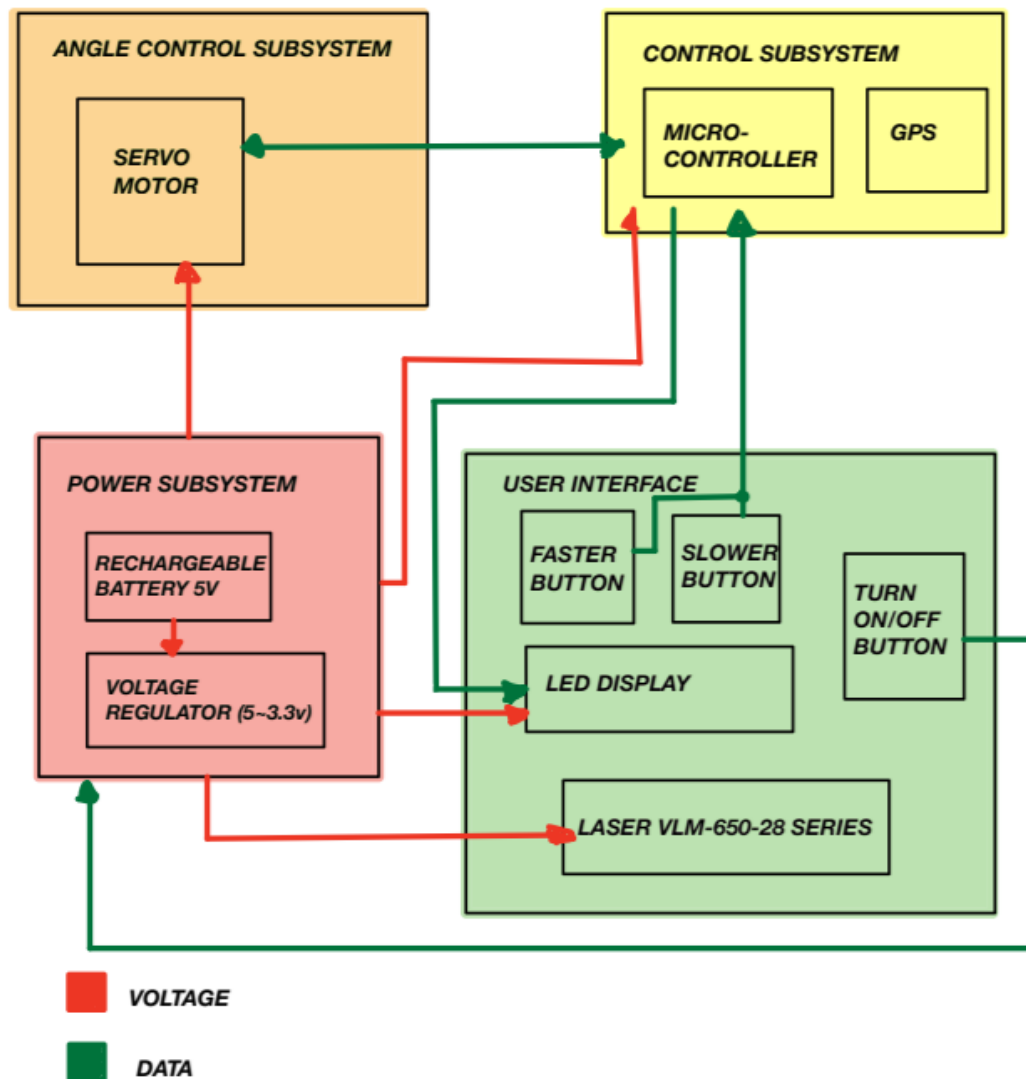 ANGLE CONTROL SUBSYSTEM
SERVO
MOTOR
CONTROL SUBSYSTEM
MICRO-
CONTROLLER
GPS
POWER SUBSYSTEM
RECHARGEABLE
BATTERY 5V
VOLTAGE
REGULATOR (5~3.3v)
USER INTERFACE
FASTER
BUTTON
SLOWER
BUTTON
TURN
ON/OFF
BUTTON
LED DISPLAY
LASER VLM-650-28 SERIES
VOLTAGE
DATA